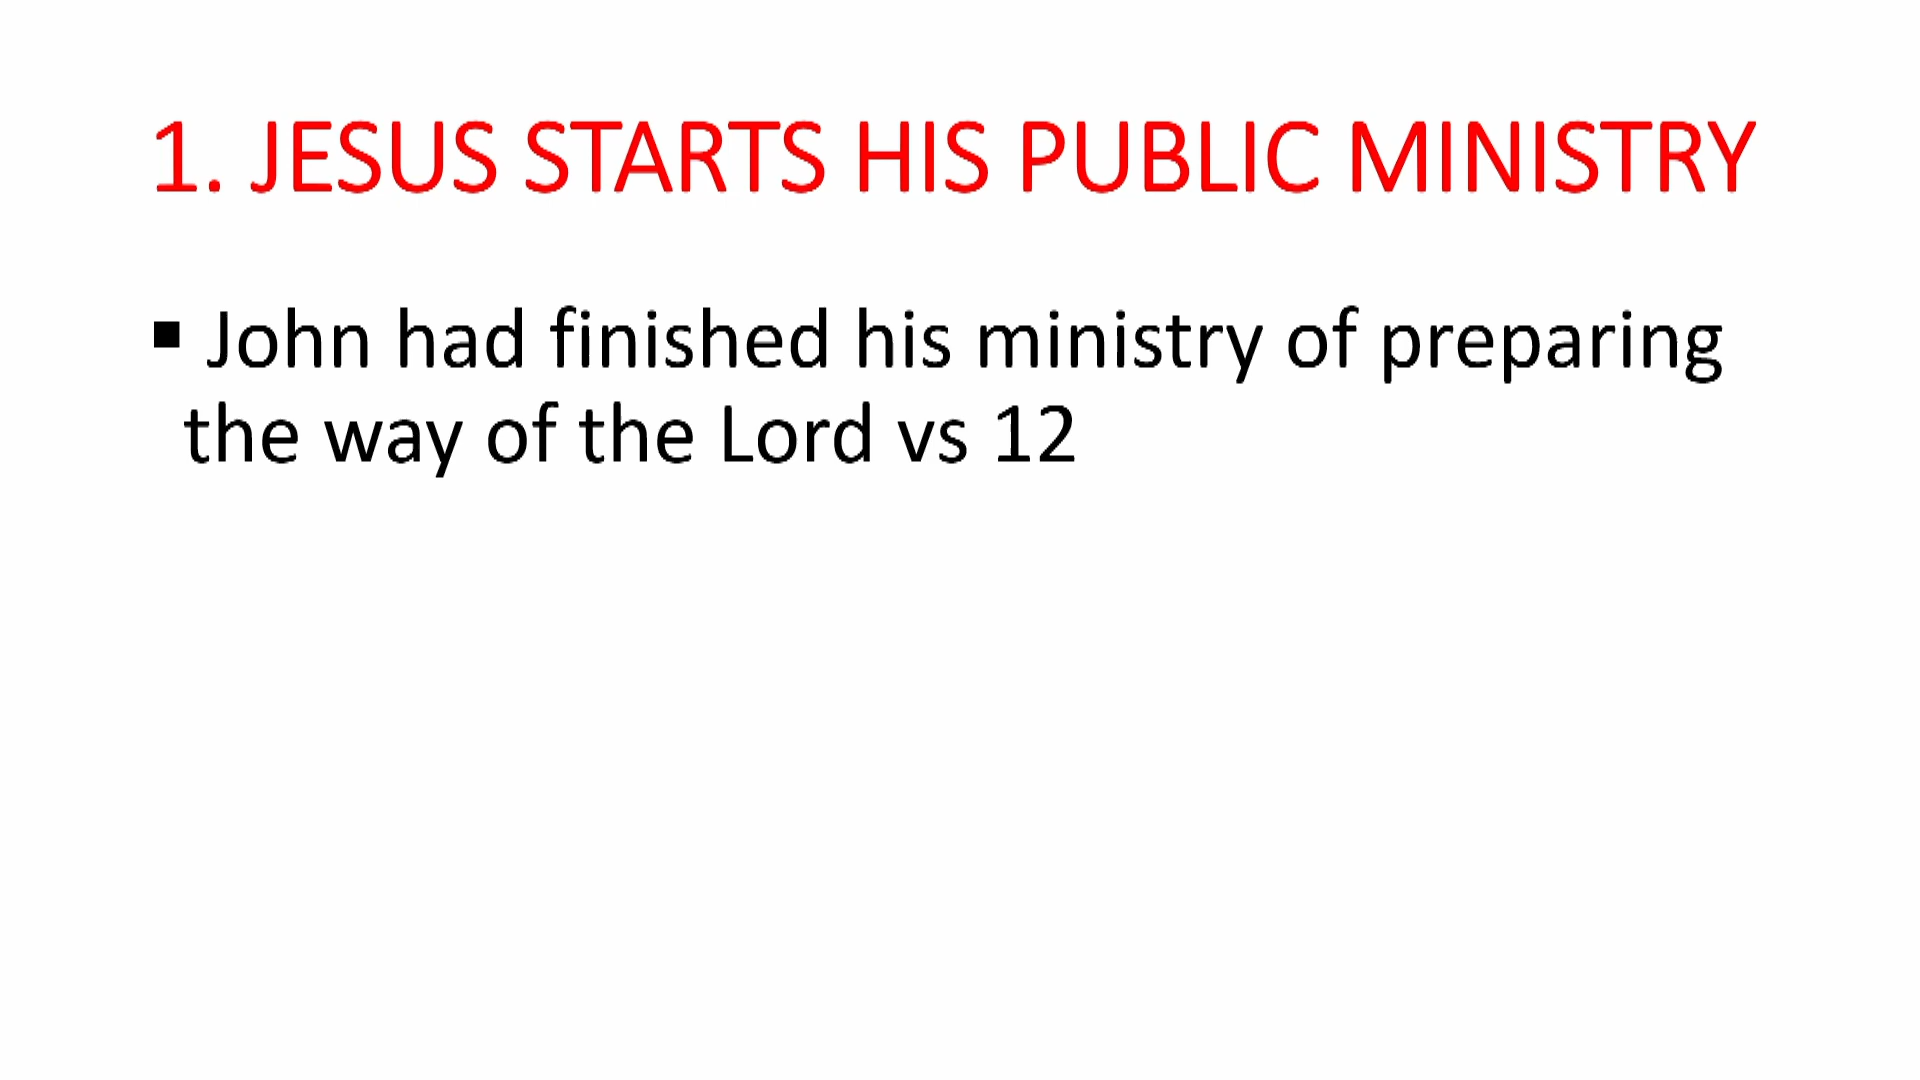 1. JESUS STARTS HIS PUBLIC MINISTRY
▪ John had finished his ministry of preparing
the way of the Lord vs 12